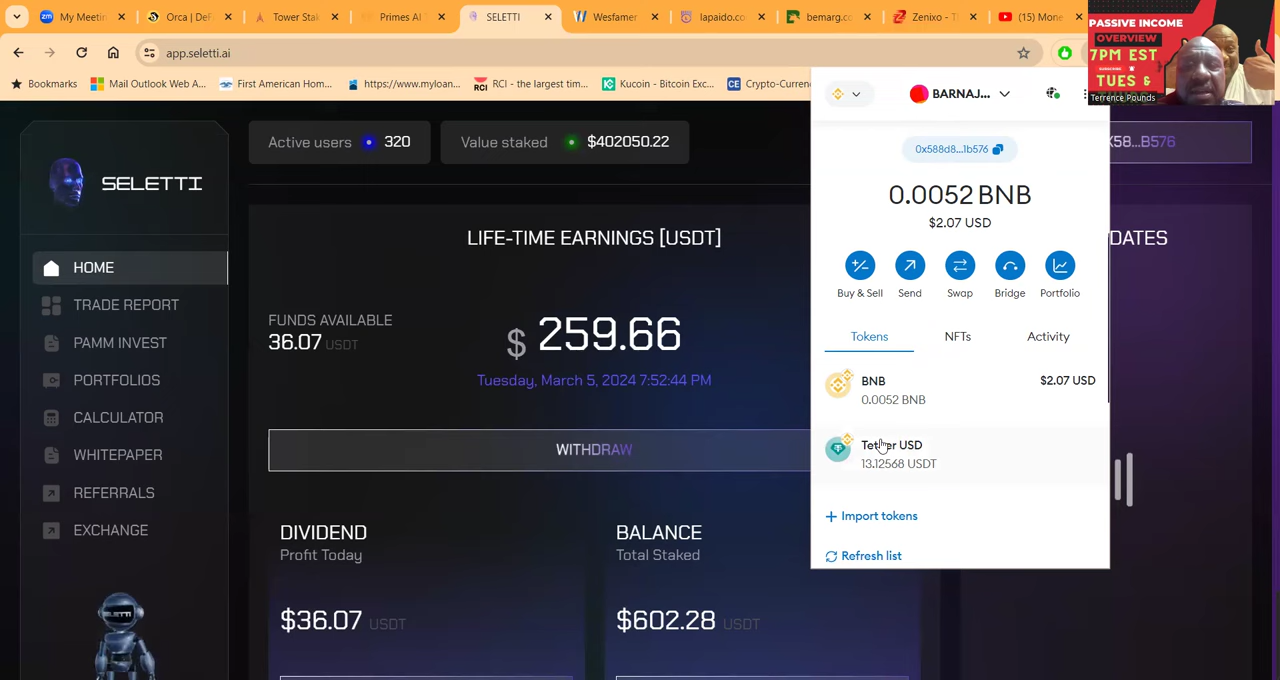 My Meetin
Orca | DeF
Tower Stak
Primes AI T
SELETTI
Wesfamer
lapaido.co
bemarg.cc
Zenixo - T
(15) Mone
app.seletti.ai
Bookmarks
Mail Outlook Web A...
First American Hom...
https://www.myloan...
RCI - the largest tim...
Kucoin - Bitcoin Exc...
Crypto-Curren
PASSIVE INCOME
OVERVIEW
7PM EST
TUES &
Terrence Pounds
SELETTI
HOME
TRADE REPORT
PAMM INVEST
PORTFOLIOS
CALCULATOR
WHITEPAPER
REFERRALS
EXCHANGE
Active users 320
Value staked $402050.22
X58...B576
LIFE-TIME EARNINGS [USDT]
FUNDS AVAILABLE
36.07 USDT
$ 259.66
Tuesday, March 5, 2024 7:52:44 PM
WITHDRAW
DIVIDEND
Profit Today
$36.07 USDT
BALANCE
Total Staked
$602.28 USDT
DATES
BARNAJ...
0x588d8...1b576
0.0052 BNB
$2.07 USD
Buy & Sell
Send
Swap
Bridge
Portfolio
Tokens
NFTs
Activity
BNB
$2.07 USD
0.0052 BNB
Tether USD
13.12568 USDT
+ Import tokens
Refresh list